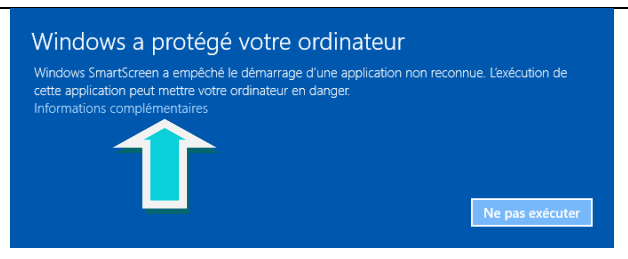 Windows a protégé votre ordinateur
Windows SmartScreen a empêché le démarrage d'une application non reconnue. L'exécution de
cette application peut mettre votre ordinateur en danger.
Informations complémentaires
Ne pas exécuter